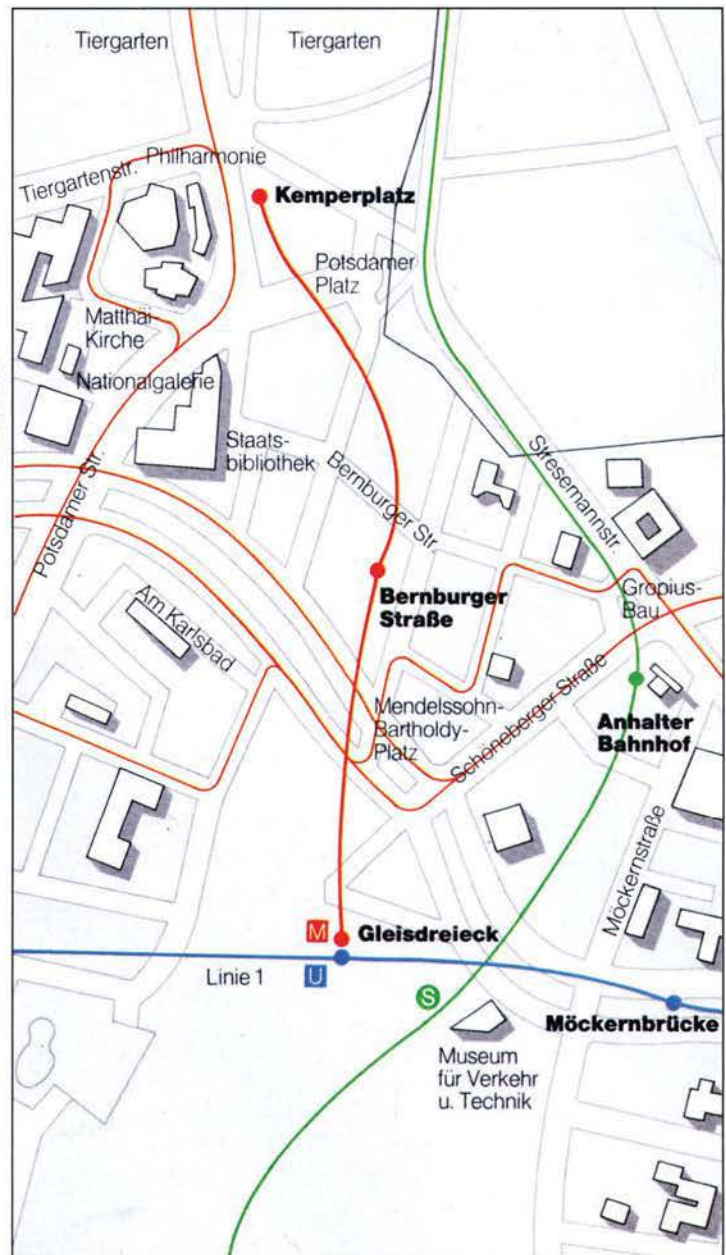 Tiergarten
Tiergarten
Philharmonie
Tiergartenstr.
Kemperplatz
Potsdamer
Platz
Matthäi-
Kirche
Nationalgalerie
Staats-
bibliothek
Bernburger Str.
Stresemannstr.
Potsdamer Str.
Bernburger
Straße
Gropius-
Bau
Am Karlsbad
Mendelssohn-
Bartholdy-
Platz
Schöneberger Straße
Anhalter
Bahnhof
Möckernstraße
M
Gleisdreieck
Linie 1
U
S
Möckernbrücke
Museum
für Verkehr
u. Technik